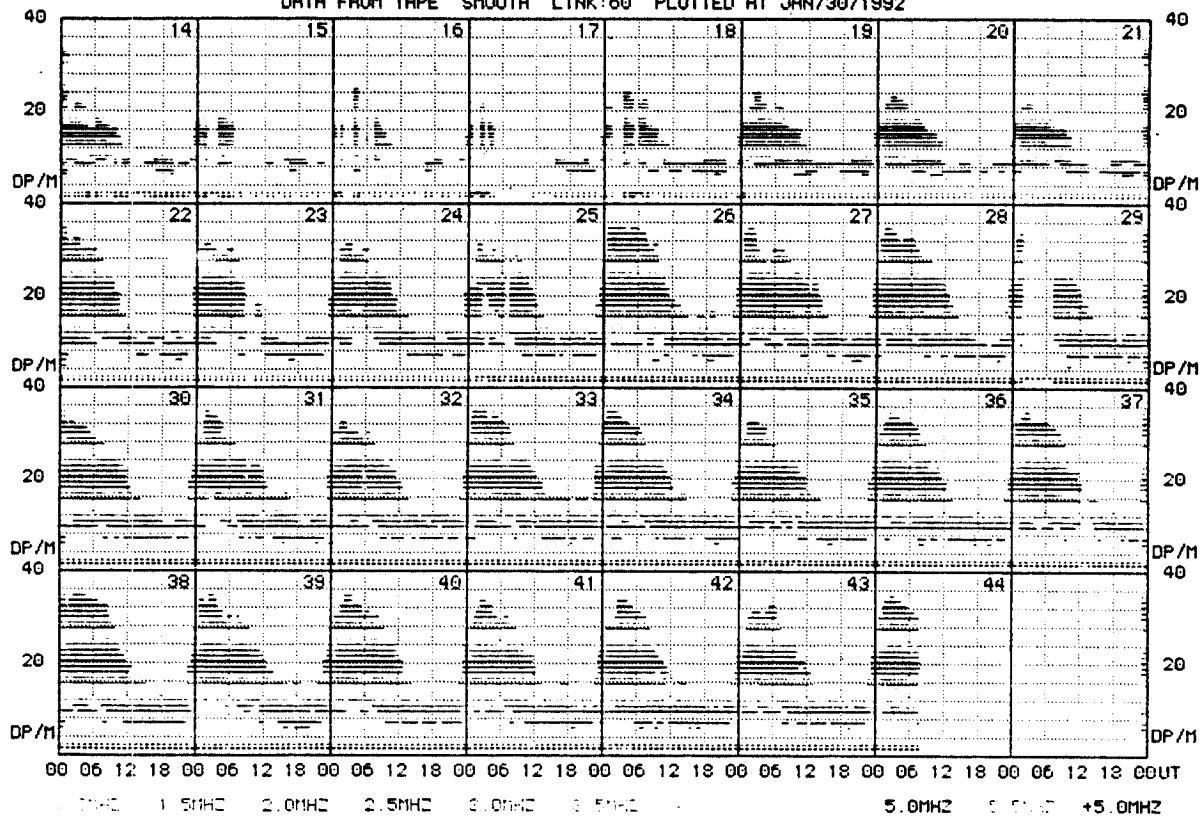 DATA FROM TAPE SMOOTH LINK:60 PLOTTED AT JAN/30/1992
40
14 15 16 17 18 19 20 21
20 20
DP/M DP/M
40 40
22 23 24 25 26 27 28 29
20 20
DP/M DP/M
40 40
30 31 32 33 34 35 36 37
20 20
DP/M DP/M
40 40
38 39 40 41 42 43 44
20 20
DP/M DP/M
00 06 12 18 00 06 12 18 00 06 12 18 00 06 12 18 00 06 12 18 00 06 12 18 00 06 12 18 00 06 12 18 00UT
1.5MHZ 2.0MHZ 2.5MHZ 3.0MHZ 3.5MHZ 5.0MHZ +5.0MHZ